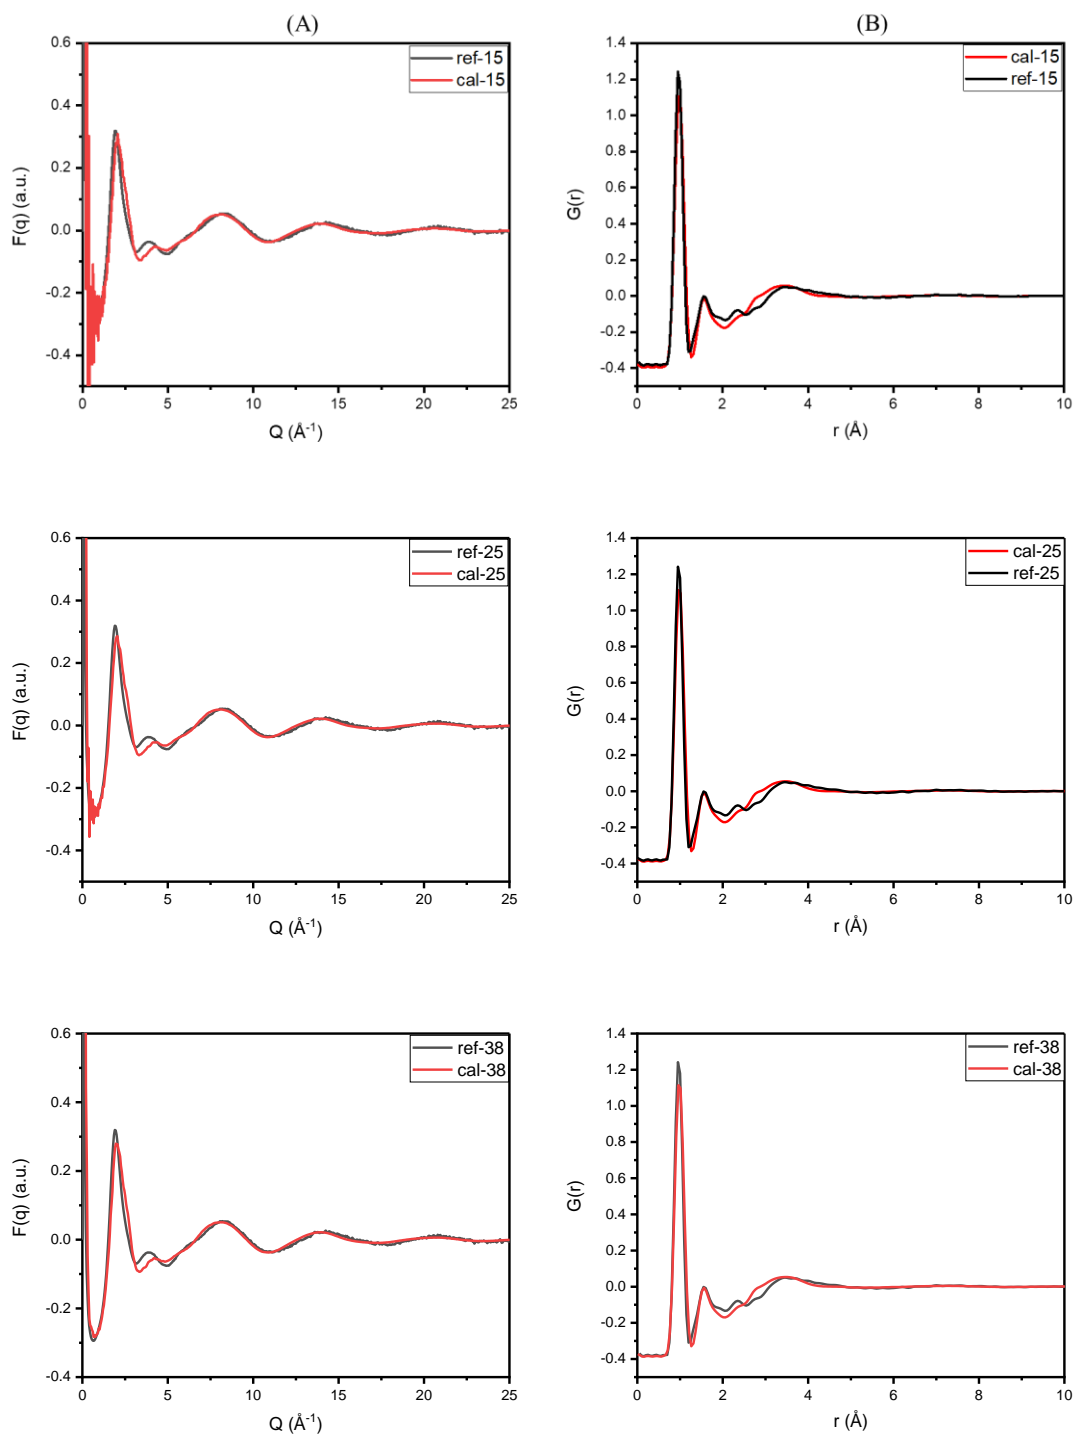 (A)
(B)
0.6
0.4
0.2
0.0
-0.2
-0.4
F(q) (a.u.)
ref-15
cal-15
0 5 10 15 20 25
Q (Å⁻¹)
1.4
1.2
1.0
0.8
0.6
0.4
0.2
0.0
-0.2
-0.4
G(r)
cal-15
ref-15
0 2 4 6 8 10
r (Å)
0.6
0.4
0.2
0.0
-0.2
-0.4
F(q) (a.u.)
ref-25
cal-25
0 5 10 15 20 25
Q (Å⁻¹)
1.4
1.2
1.0
0.8
0.6
0.4
0.2
0.0
-0.2
-0.4
G(r)
cal-25
ref-25
0 2 4 6 8 10
r (Å)
0.6
0.4
0.2
0.0
-0.2
-0.4
F(q) (a.u.)
ref-38
cal-38
0 5 10 15 20 25
Q (Å⁻¹)
1.4
1.2
1.0
0.8
0.6
0.4
0.2
0.0
-0.2
-0.4
G(r)
ref-38
cal-38
0 2 4 6 8 10
r (Å)